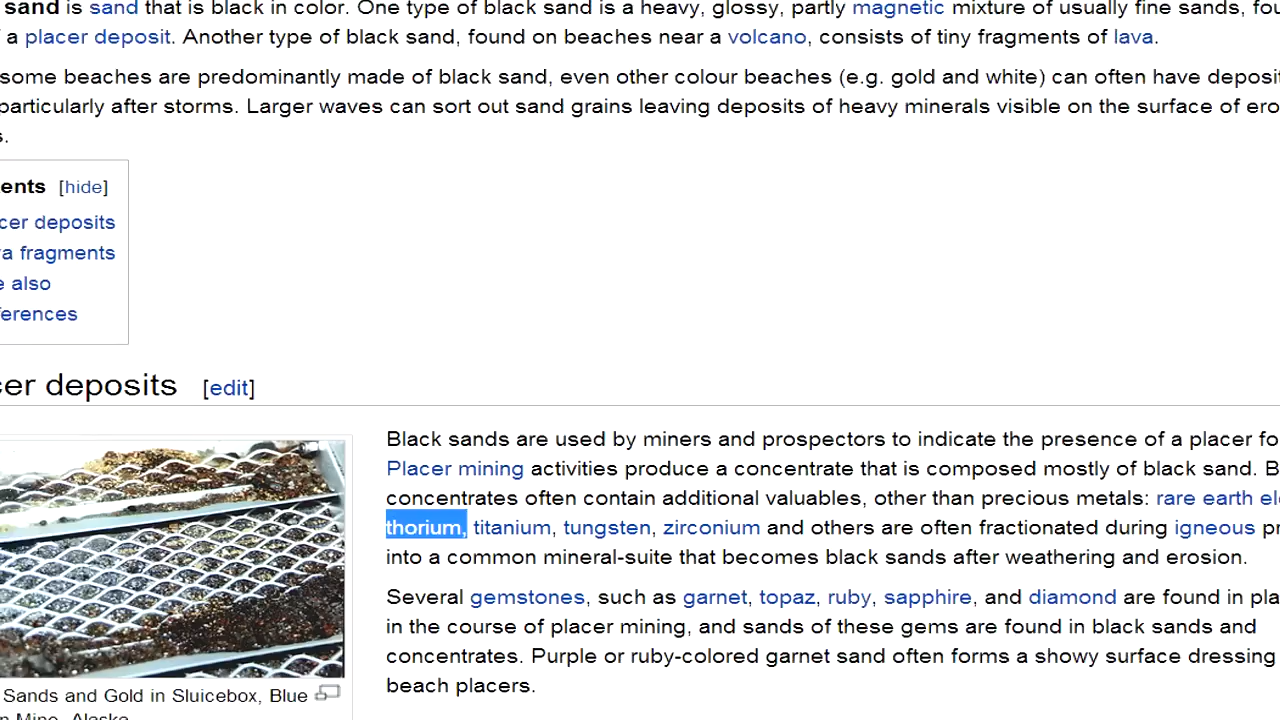 sand is sand that is black in color. One type of black sand is a heavy, glossy, partly magnetic mixture of usually fine sands,
a placer deposit. Another type of black sand, found on beaches near a volcano, consists of tiny fragments of lava.
some beaches are predominantly made of black sand, even other colour beaches (e.g. gold and white) can often have
particularly after storms. Larger waves can sort out sand grains leaving deposits of heavy minerals visible on the surface of
ents [hide]
cer deposits
a fragments
also
ferences
cer deposits [edit]
Black sands are used by miners and prospectors to indicate the presence of a placer
Placer mining activities produce a concentrate that is composed mostly of black sand.
concentrates often contain additional valuables, other than precious metals: rare earth
thorium, titanium, tungsten, zirconium and others are often fractionated during igneous
into a common mineral-suite that becomes black sands after weathering and erosion.
Several gemstones, such as garnet, topaz, ruby, sapphire, and diamond are found in
in the course of placer mining, and sands of these gems are found in black sands and
concentrates. Purple or ruby-colored garnet sand often forms a showy surface dressing
beach placers.
Sands and Gold in Sluicebox, Blue